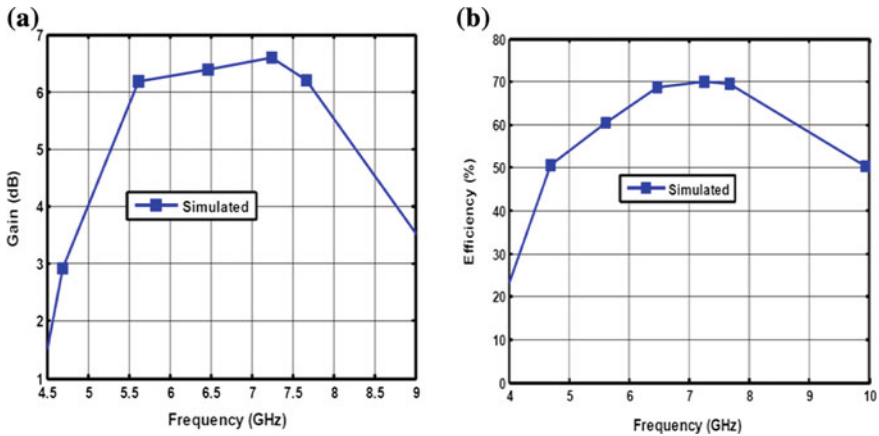 (a)
7
6
5
4
3
2
1
Gain (dB)
Simulated
4.5 5 5.5 6 6.5 7 7.5 8 8.5 9
Frequency (GHz)
(b)
80
70
60
50
40
30
20
10
0
Efficiency (%)
Simulated
4 5 6 7 8 9 10
Frequency (GHz)